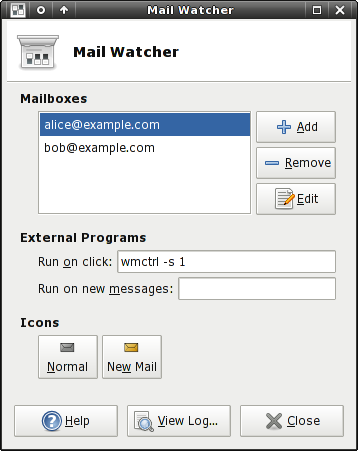 Mail Watcher
Mail Watcher
Mailboxes
alice@example.com
bob@example.com
Add
Remove
Edit
External Programs
Run on click: wmctrl -s 1
Run on new messages:
Icons
Normal
New Mail
Help
View Log...
Close